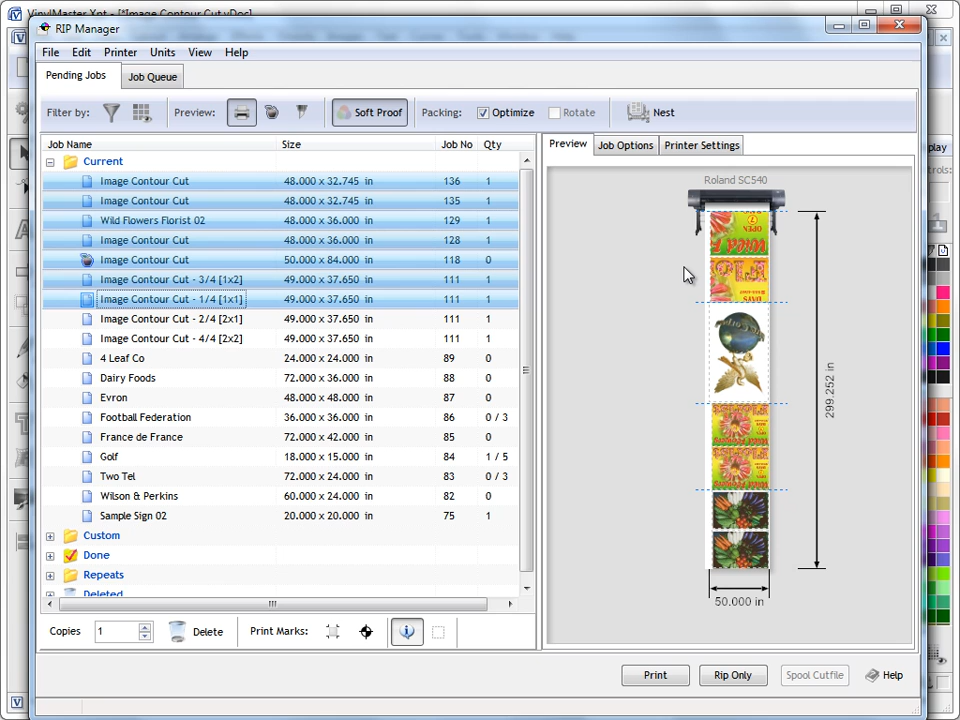 VinylMaster Xpt - [*Image Contour Cut.vDoc]
RIP Manager
File Edit Printer Units View Help
Pending Jobs Job Queue
Filter by: Preview: Soft Proof Packing: Optimize Rotate Nest
Job Name Size Job No Qty
Current
Image Contour Cut 48.000 x 32.745 in 136 1
Image Contour Cut 48.000 x 32.745 in 135 1
Wild Flowers Florist 02 48.000 x 36.000 in 129 1
Image Contour Cut 48.000 x 36.000 in 128 1
Image Contour Cut 50.000 x 84.000 in 118 0
Image Contour Cut - 3/4 [1x2] 49.000 x 37.650 in 111 1
Image Contour Cut - 1/4 [1x1] 49.000 x 37.650 in 111 1
Image Contour Cut - 2/4 [2x1] 49.000 x 37.650 in 111 1
Image Contour Cut - 4/4 [2x2] 49.000 x 37.650 in 111 1
4 Leaf Co 24.000 x 24.000 in 89 0
Dairy Foods 72.000 x 36.000 in 88 0
Evron 48.000 x 48.000 in 87 0
Football Federation 36.000 x 36.000 in 86 0 / 3
France de France 72.000 x 42.000 in 85 0
Golf 18.000 x 15.000 in 84 1 / 5
Two Tel 72.000 x 24.000 in 83 0 / 3
Wilson & Perkins 60.000 x 24.000 in 82 0
Sample Sign 02 20.000 x 20.000 in 75 1
Custom
Done
Repeats
Deleted
Copies 1 Delete Print Marks:
Preview Job Options Printer Settings
Roland SC540
OPEN
7
DAYS
299.252 in
50.000 in
Print Rip Only Spool Cutfile Help
play
trols: